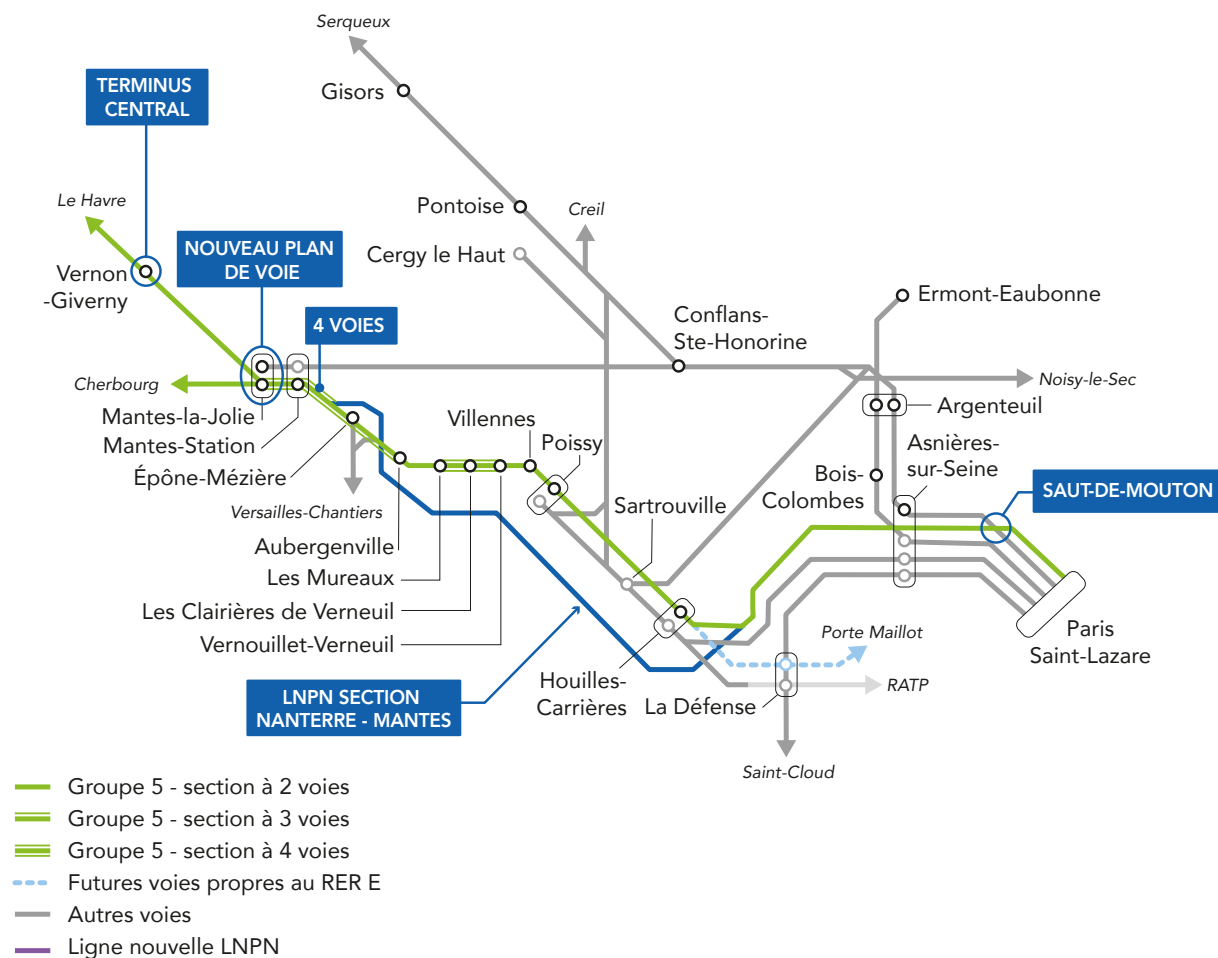 Serqueux
TERMINUS
CENTRAL
Gisors
Le Havre
Pontoise
Creil
NOUVEAU PLAN
DE VOIE
Cergy le Haut
Vernon
-Giverny
Ermont-Eaubonne
4 VOIES
Conflans-
Ste-Honorine
Cherbourg
Noisy-le-Sec
Mantes-la-Jolie
Villennes
Argenteuil
Mantes-Station
Poissy
Asnières-
sur-Seine
Épône-Mézière
Bois-
Colombes
SAUT-DE-MOUTON
Versailles-Chantiers
Sartrouville
Aubergenville
Les Mureaux
Les Clairières de Verneuil
Vernouillet-Verneuil
Porte Maillot
Paris
Saint-Lazare
LNPN SECTION
NANTERRE - MANTES
Houilles-
Carrières
La Défense
RATP
Saint-Cloud
Groupe 5 - section à 2 voies
Groupe 5 - section à 3 voies
Groupe 5 - section à 4 voies
Futures voies propres au RER E
Autres voies
Ligne nouvelle LNPN